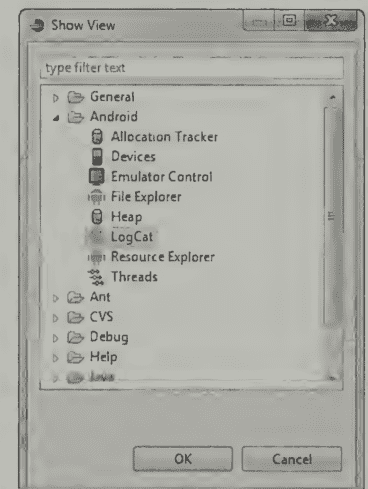 Show View
type filter text
General
Android
Allocation Tracker
Devices
Emulator Control
File Explorer
Heap
LogCat
Resource Explorer
Threads
Ant
CVS
Debug
Help
Java
OK
Cancel